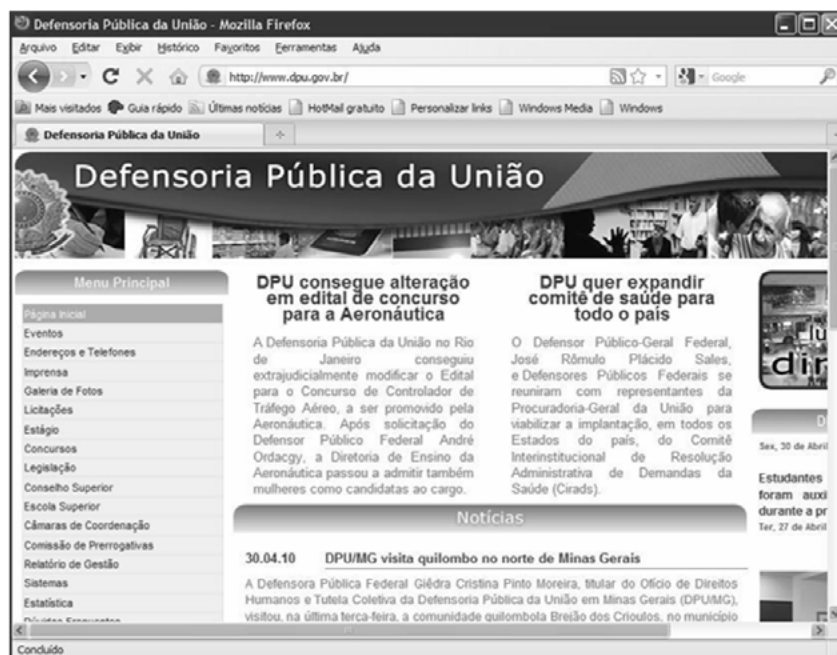 Defensoria Pública da União - Mozilla Firefox
Arquivo Editar Exibir Histórico Favoritos Ferramentas Ajuda
http://www.dpu.gov.br/
Google
Mais visitados Guia rápido Últimas notícias HotMail gratuito Personalizar links Windows Media Windows
Defensoria Pública da União
Defensoria Pública da União
Menu Principal
Página Inicial
Eventos
Endereços e Telefones
Imprensa
Galeria de Fotos
Licitações
Estágio
Concursos
Legislação
Conselho Superior
Escola Superior
Câmaras de Coordenação
Comissão de Prerrogativas
Relatório de Gestão
Sistemas
Estatística
Dúvidas Frequentes
DPU consegue alteração
em edital de concurso
para a Aeronáutica
A Defensoria Pública da União no Rio
de Janeiro conseguiu
extrajudicialmente modificar o Edital
para o Concurso de Controlador de
Tráfego Aéreo, a ser promovido pela
Aeronáutica. Após solicitação do
Defensor Público Federal André
Ordacgy, a Diretoria de Ensino da
Aeronáutica passou a admitir também
mulheres como candidatas ao cargo.
DPU quer expandir
comitê de saúde para
todo o país
O Defensor Público-Geral Federal,
José Rômulo Plácido Sales,
e Defensores Públicos Federais se
reuniram com representantes da
Procuradoria-Geral da União para
viabilizar a implantação, em todos os
Estados do país, do Comitê
Interinstitucional de Resolução
Administrativa de Demandas da
Saúde (Cirads).
Notícias
30.04.10 DPU/MG visita quilombo no norte de Minas Gerais
A Defensora Pública Federal Giêdra Cristina Pinto Moreira, titular do Ofício de Direitos
Humanos e Tutela Coletiva da Defensoria Pública da União em Minas Gerais (DPU/MG),
visitou, na última terça-feira, a comunidade quilombola Brejão dos Crioulos, no município
lu
dir
D
Sex, 30 de Abril
Estudantes
foram auxi
durante a pr
Ter, 27 de Abril
Concluído